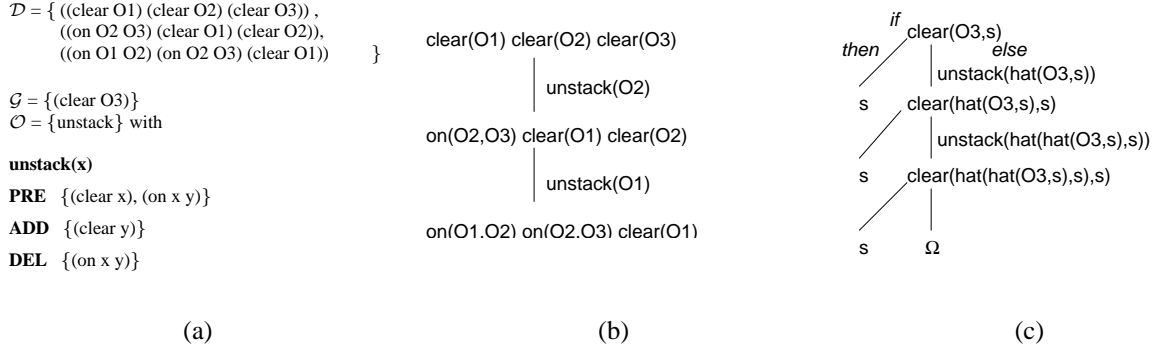 𝒟 = { ((clear O1) (clear O2) (clear O3)) ,
((on O2 O3) (clear O1) (clear O2)),
((on O1 O2) (on O2 O3) (clear O1)) }
𝒢 = {(clear O3)}
𝒪 = {unstack} with
unstack(x)
PRE {(clear x), (on x y)}
ADD {(clear y)}
DEL {(on x y)}
(a)
clear(O1) clear(O2) clear(O3)
unstack(O2)
on(O2,O3) clear(O1) clear(O2)
unstack(O1)
on(O1,O2) on(O2,O3) clear(O1)
(b)
if
clear(O3,s)
then else
unstack(hat(O3,s))
s clear(hat(O3,s),s)
unstack(hat(hat(O3,s),s))
s clear(hat(hat(O3,s),s),s)
s Ω
(c)